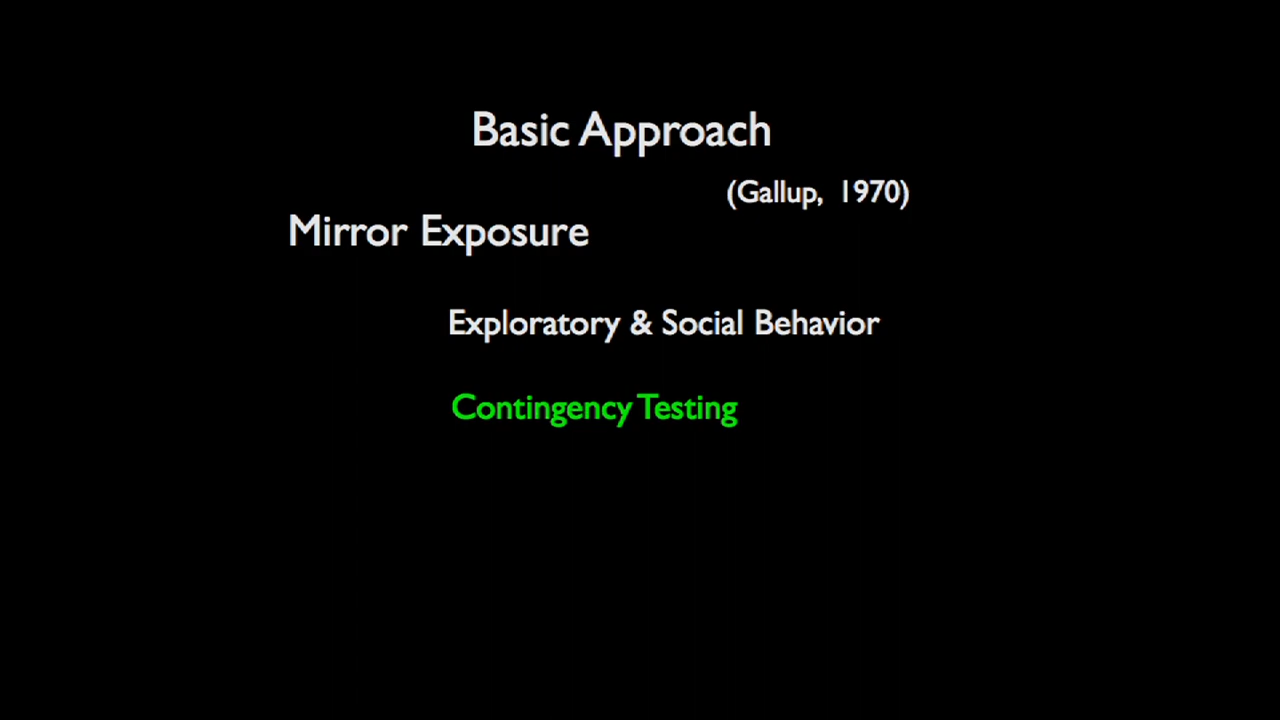 Basic Approach
(Gallup, 1970)
Mirror Exposure
Exploratory & Social Behavior
Contingency Testing